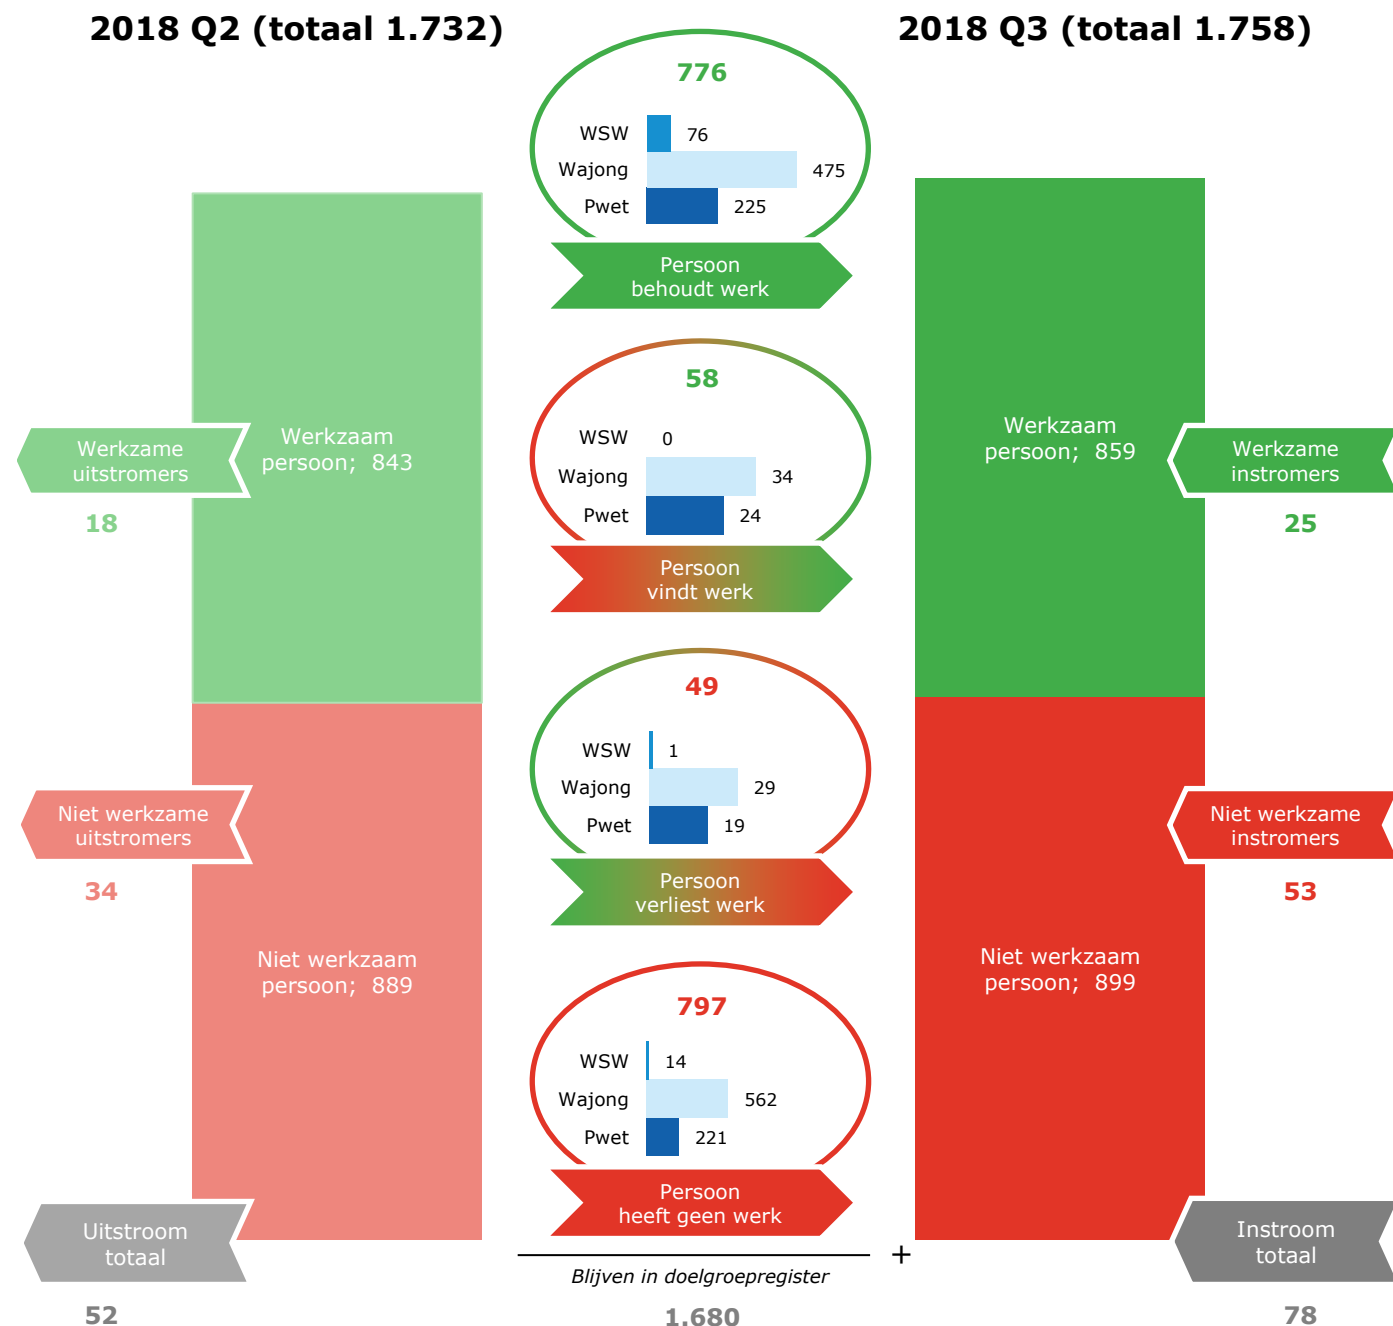 2018 Q2 (totaal 1.732)
2018 Q3 (totaal 1.758)
776
WSW 76
Wajong 475
Pwet 225
Persoon
behoudt werk
58
WSW 0
Wajong 34
Pwet 24
Persoon
vindt werk
49
WSW 1
Wajong 29
Pwet 19
Persoon
verliest werk
797
WSW 14
Wajong 562
Pwet 221
Persoon
heeft geen werk
Blijven in doelgroepregister
1.680
+
Werkzaam
persoon; 843
Werkzame
uitstromers
18
Niet werkzame
uitstromers
34
Niet werkzaam
persoon; 889
Uitstroom
totaal
52
Werkzaam
persoon; 859
Werkzame
instromers
25
Niet werkzame
instromers
53
Niet werkzaam
persoon; 899
Instroom
totaal
78